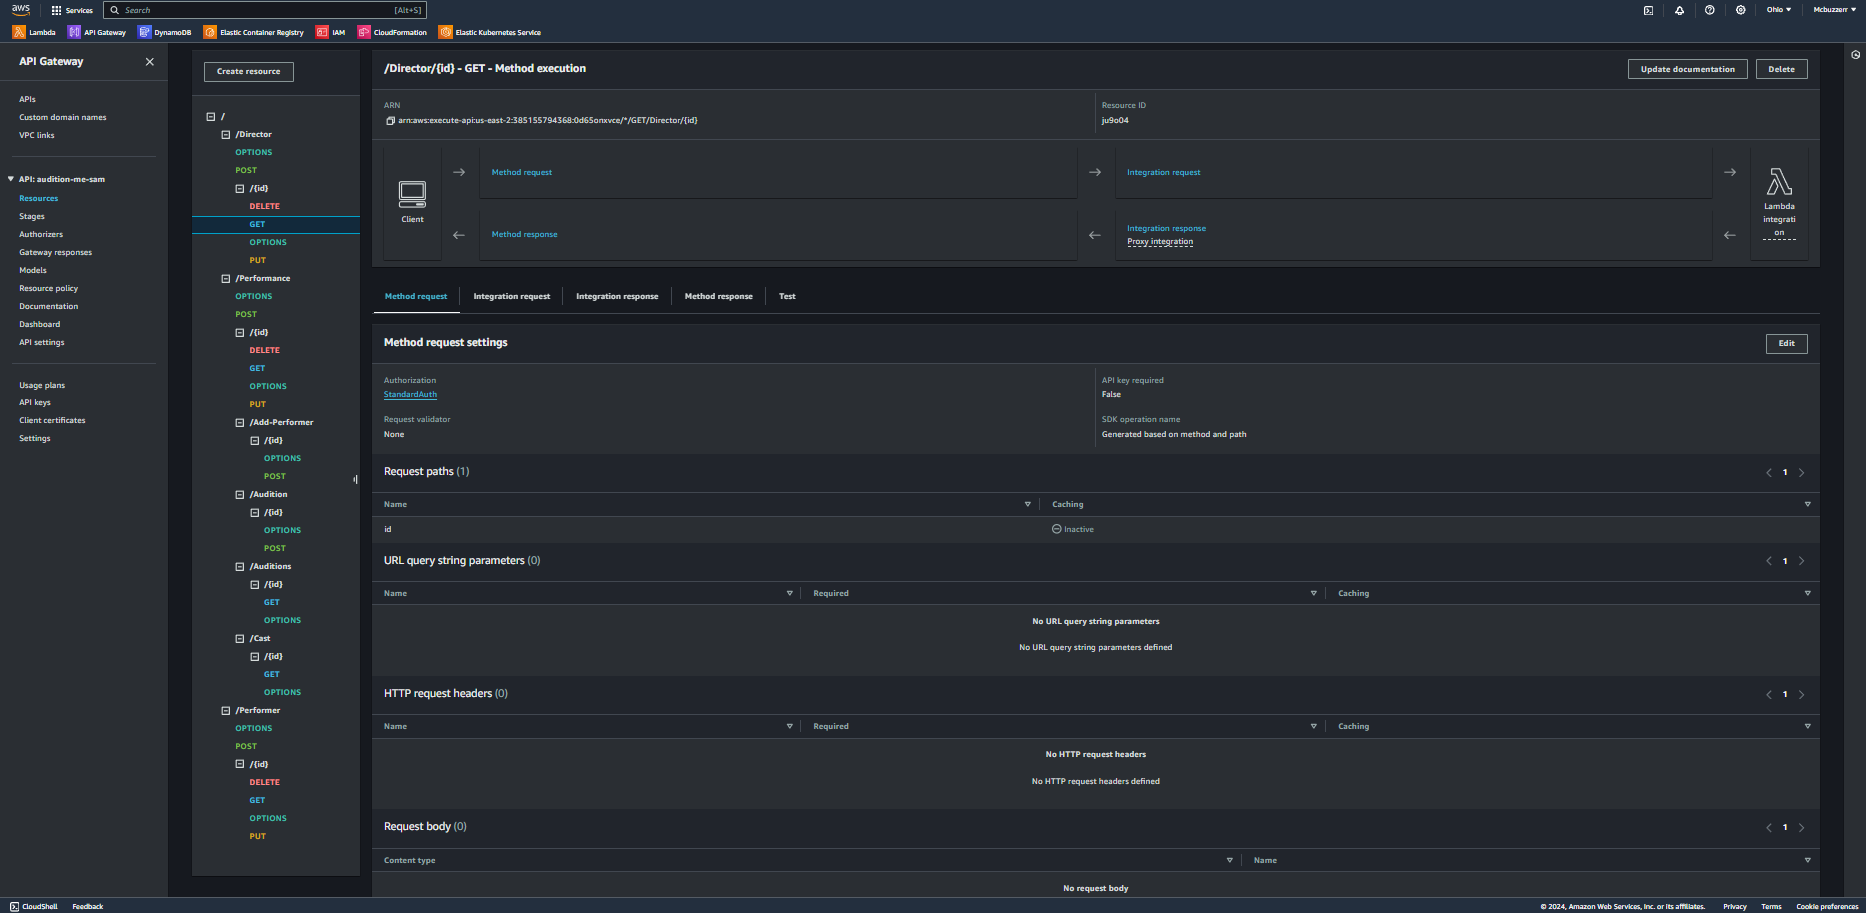 aws
Services
Search
[Alt+S]
Ohio
Mcbuzzerr
Lambda
API Gateway
DynamoDB
Elastic Container Registry
IAM
CloudFormation
Elastic Kubernetes Service
API Gateway
APIs
Custom domain names
VPC links
API: audition-me-sam
Resources
Stages
Authorizers
Gateway responses
Models
Resource policy
Documentation
Dashboard
API settings
Usage plans
API keys
Client certificates
Settings
Create resource
/
/Director
OPTIONS
POST
/{id}
DELETE
GET
OPTIONS
PUT
/Performance
OPTIONS
POST
/{id}
DELETE
GET
OPTIONS
PUT
/Add-Performer
/{id}
OPTIONS
POST
/Audition
/{id}
OPTIONS
POST
/Auditions
/{id}
GET
OPTIONS
/Cast
/{id}
GET
OPTIONS
/Performer
OPTIONS
POST
/{id}
DELETE
GET
OPTIONS
PUT
/Director/{id} - GET - Method execution
Update documentation
Delete
ARN
arn:aws:execute-api:us-east-2:385155794368:0d65onxvce/*/GET/Director/{id}
Resource ID
ju9o04
Client
Method request
Integration request
Method response
Integration response
Proxy integration
Lambda
integrati
on
Method request
Integration request
Integration response
Method response
Test
Method request settings
Edit
Authorization
StandardAuth
API key required
False
Request validator
None
SDK operation name
Generated based on method and path
Request paths (1)
1
Name
Caching
id
Inactive
URL query string parameters (0)
1
Name
Required
Caching
No URL query string parameters
No URL query string parameters defined
HTTP request headers (0)
1
Name
Required
Caching
No HTTP request headers
No HTTP request headers defined
Request body (0)
1
Content type
Name
No request body
CloudShell
Feedback
© 2024, Amazon Web Services, Inc. or its affiliates.
Privacy
Terms
Cookie preferences